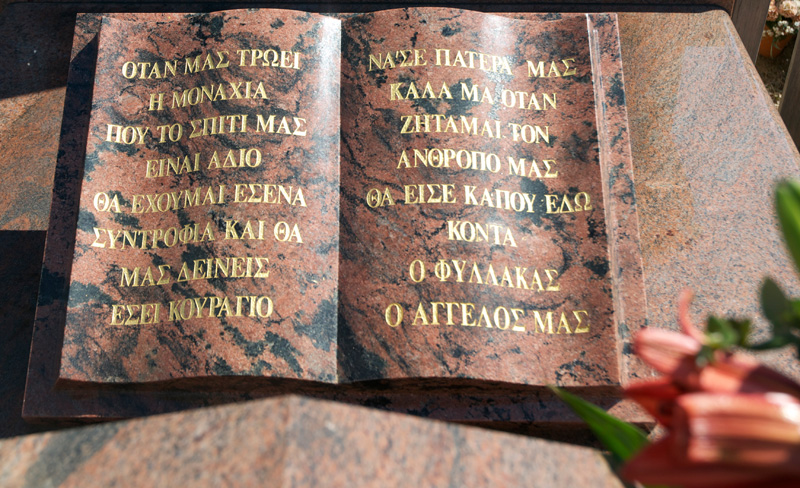 ΟΤΑΝ ΜΑΣ ΤΡΩΕΙ
Η ΜΟΝΑΧΙΑ
ΠΟΥ ΤΟ ΣΠΙΤΙ ΜΑΣ
ΕΙΝΑΙ ΑΔΙΟ
ΘΑ ΕΧΟΥΜΑΙ ΕΣΕΝΑ
ΣΥΝΤΡΟΦΙΑ ΚΑΙ ΘΑ
ΜΑΣ ΔΕΙΝΕΙΣ
ΕΣΕΙ ΚΟΥΡΑΓΙΟ
ΝΑ'ΣΕ ΠΑΤΕΡΑ ΜΑΣ
ΚΑΛΑ ΜΑ ΟΤΑΝ
ΖΗΤΑΜΑΙ ΤΟΝ
ΑΝΘΡΟΠΟ ΜΑΣ
ΘΑ ΕΙΣΕ ΚΑΠΟΥ ΕΔΩ
ΚΟΝΤΑ
Ο ΦΥΛΛΑΚΑΣ
Ο ΑΓΓΕΛΟΣ ΜΑΣ